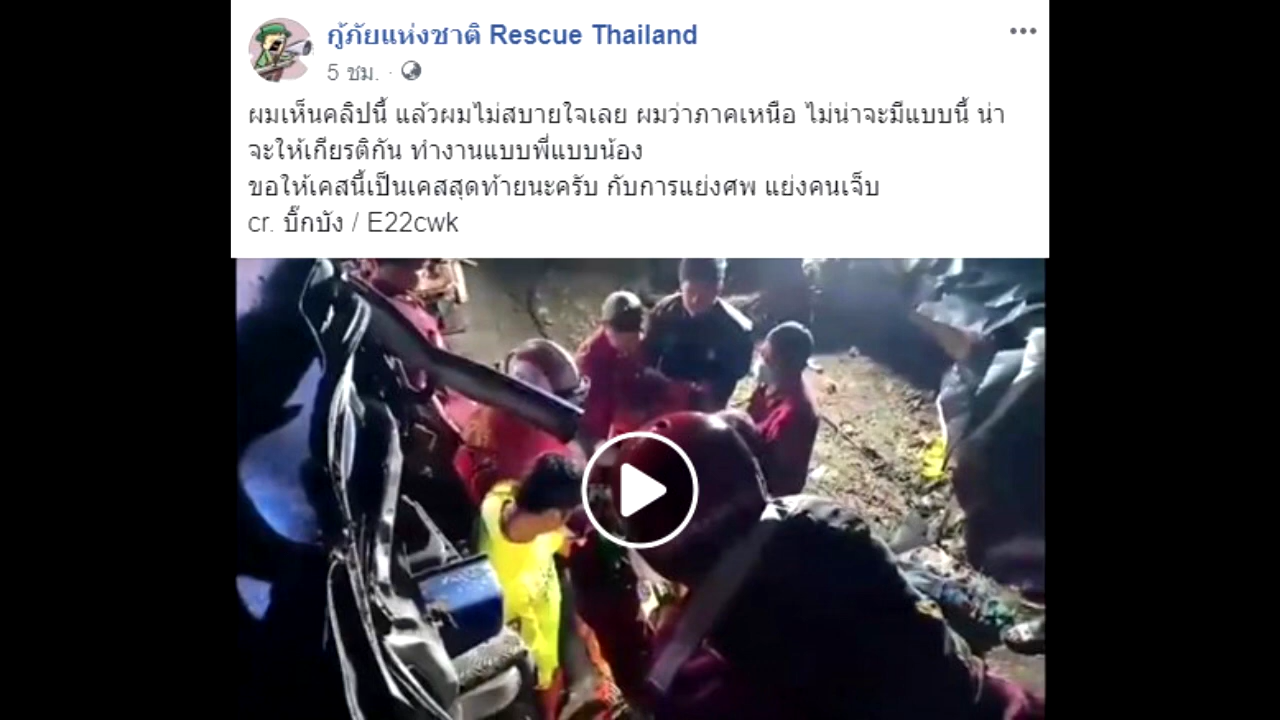 กู้ภัยแห่งชาติ Rescue Thailand
5 ชม. ·
ผมเห็นคลิปนี้ แล้วผมไม่สบายใจเลย ผมว่าภาคเหนือ ไม่น่าจะมีแบบนี้ น่า
จะให้เกียรติกัน ทำงานแบบพี่แบบน้อง
ขอให้เคสนี้เป็นเคสสุดท้ายนะครับ กับการแย่งศพ แย่งคนเจ็บ
cr. บิ๊กบัง / E22cwk